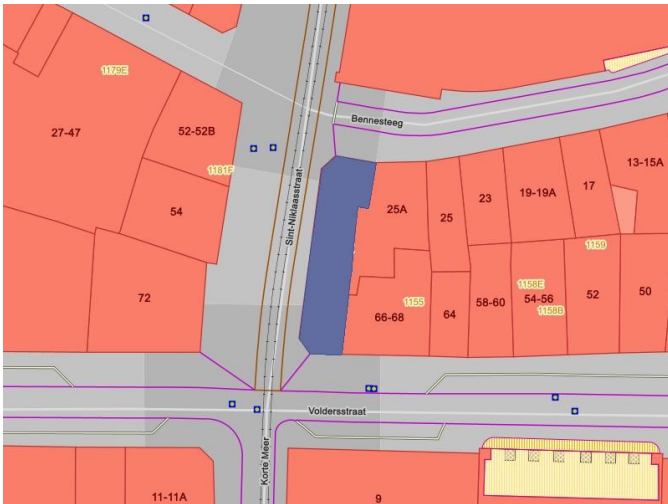 1179E
Bennesteeg
27-47
52-52B
13-15A
1181F
19-19A
17
23
25A
54
25
Sint-Niklaasstraat
1159
72
1158E
1155
54-56
52
50
58-60
1158B
64
66-68
Voldersstraat
Korte Meer
11-11A
9